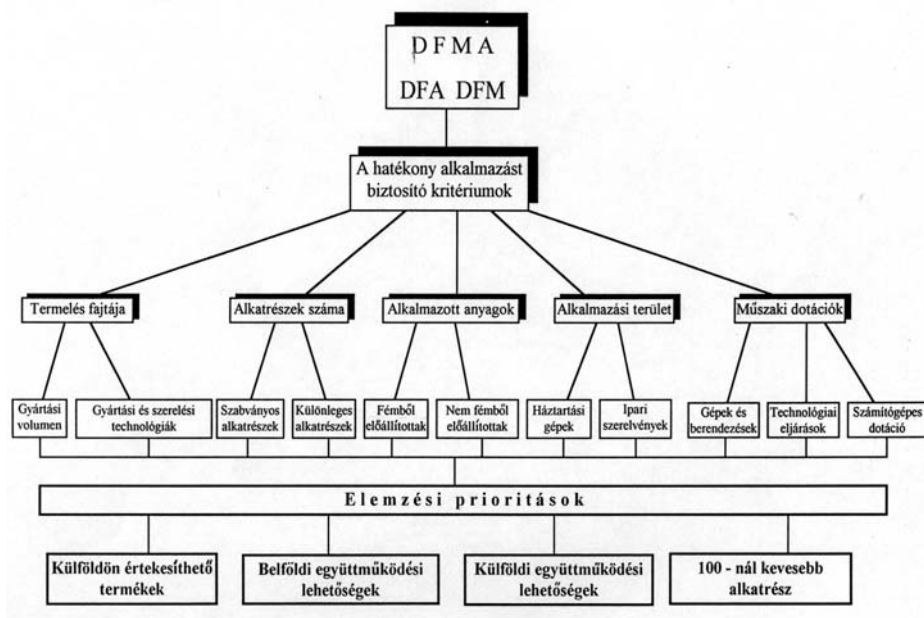 DFMA
DFA DFM
A hatékony alkalmazást
biztosító kritériumok
Termelés fajtája
Alkatrészek száma
Alkalmazott anyagok
Alkalmazási terület
Műszaki dotációk
Gyártási
volumen
Gyártási és szerelési
technológiák
Szabványos
alkatrészek
Különleges
alkatrészek
Fémből
előállítottak
Nem fémből
előállítottak
Háztartási
gépek
Ipari
szerelvények
Gépek és
berendezések
Technológiai
eljárások
Számítógépes
dotáció
Elemzési prioritások
Külföldön értekesíthető
termékek
Belföldi együttműködési
lehetőségek
Külföldi együttműködési
lehetőségek
100 - nál kevesebb
alkatrész